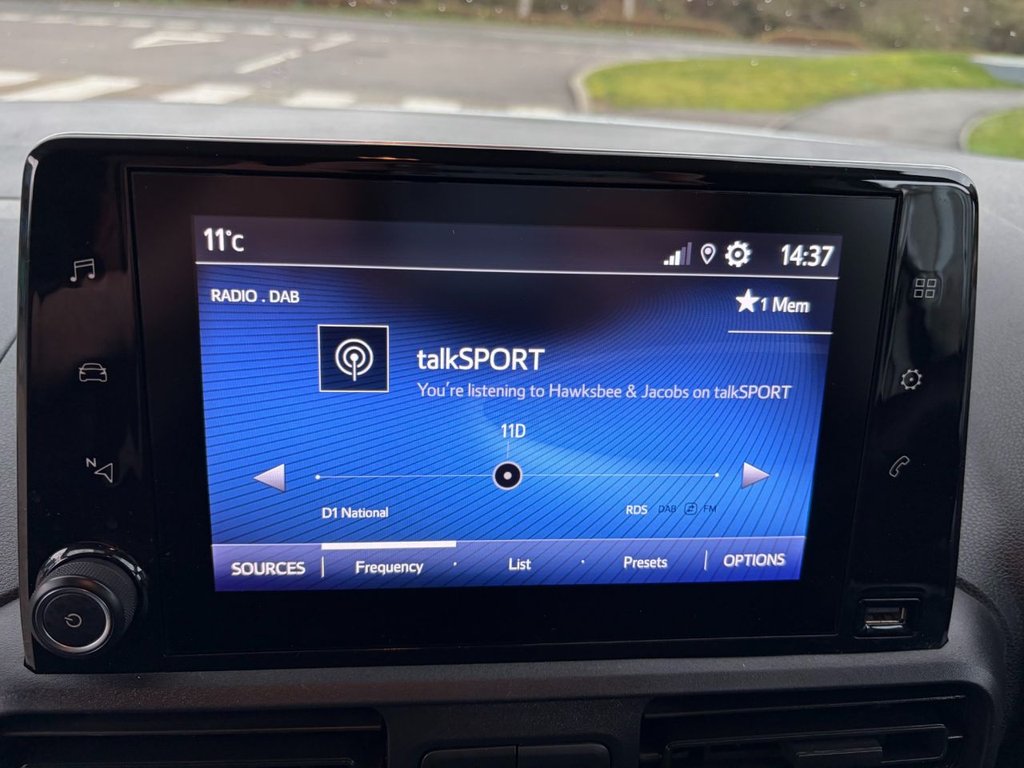 11°C
14:37
RADIO . DAB
★1 Mem
talkSPORT
You're listening to Hawksbee & Jacobs on talkSPORT
11D
D1 National
RDS DAB FM
SOURCES Frequency List Presets OPTIONS
N